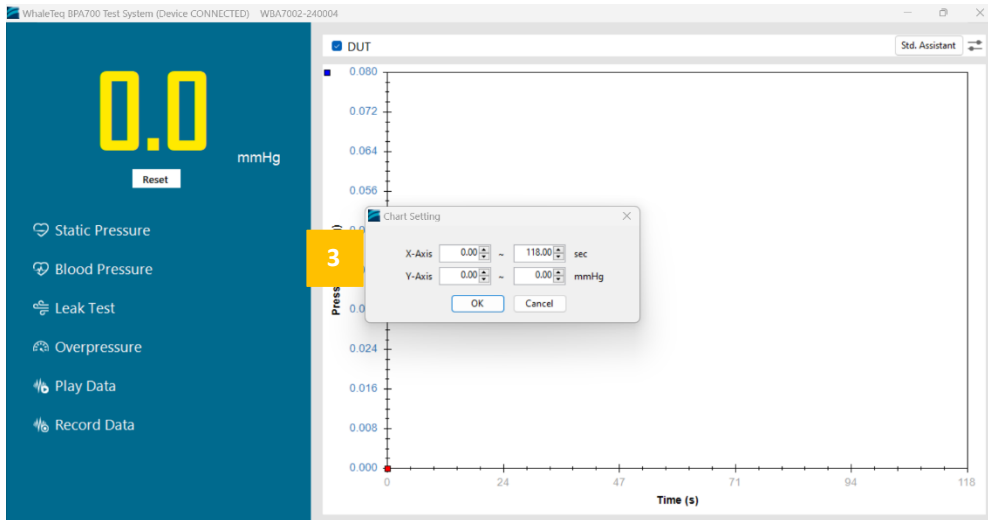 WhaleTeq BPA700 Test System (Device CONNECTED) WBA7002-240004
0.0
mmHg
Reset
Static Pressure
Blood Pressure
Leak Test
Overpressure
Play Data
Record Data
DUT
Std. Assistant
0.080
0.072
0.064
0.056
3
Chart Setting
X-Axis 0.00 ~ 118.00 sec
Y-Axis 0.00 ~ 0.00 mmHg
OK Cancel
0.024
0.016
0.008
0.000
0 24 47 71 94 118
Time (s)